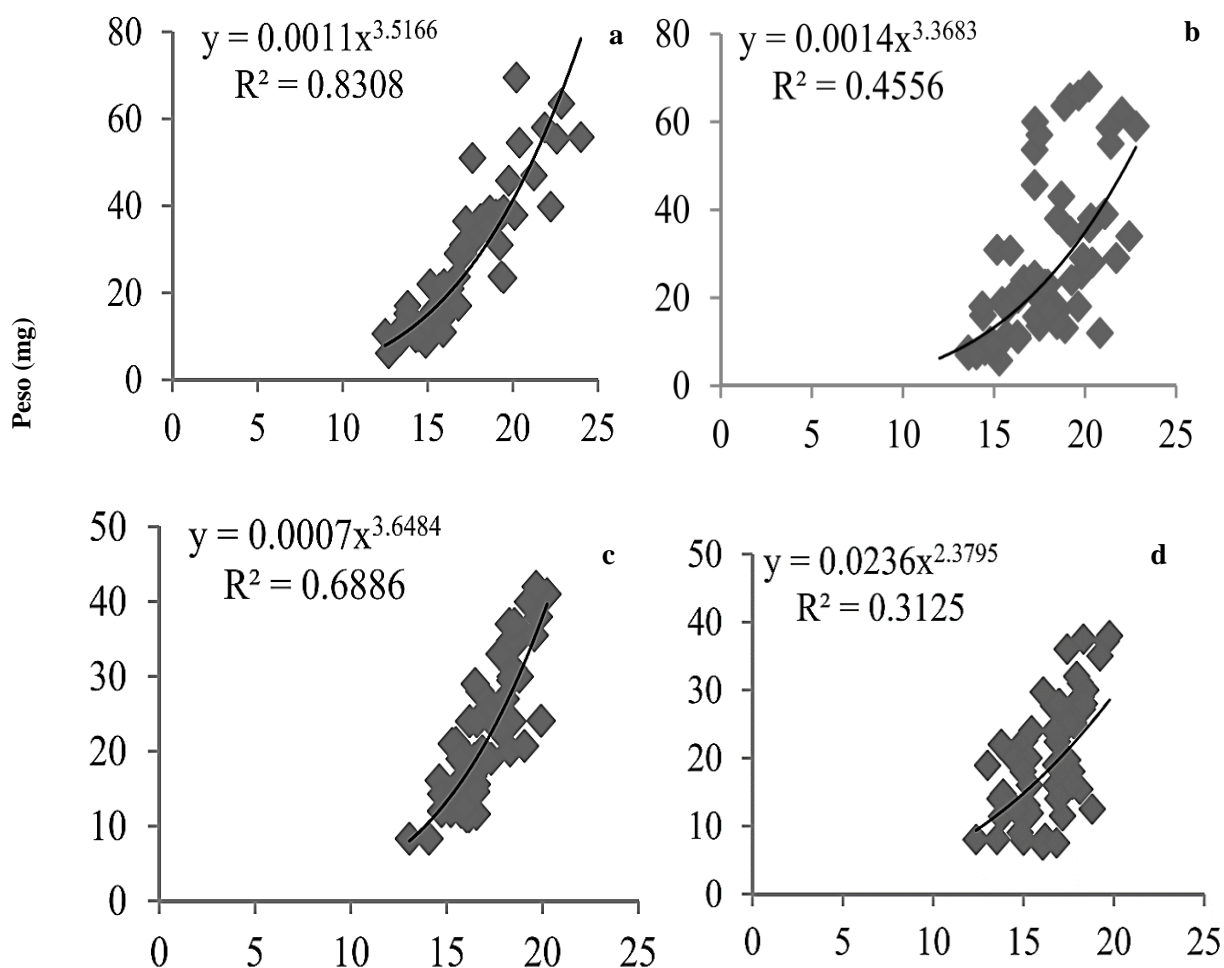 y = 0.0011x^3.5166
R² = 0.8308
a
80
60
40
20
0
0 5 10 15 20 25
y = 0.0014x^3.3683
R² = 0.4556
b
80
60
40
20
0
0 5 10 15 20 25
Peso (mg)
y = 0.0007x^3.6484
R² = 0.6886
c
50
40
30
20
10
0
0 5 10 15 20 25
y = 0.0236x^2.3795
R² = 0.3125
d
50
40
30
20
10
0
0 5 10 15 20 25